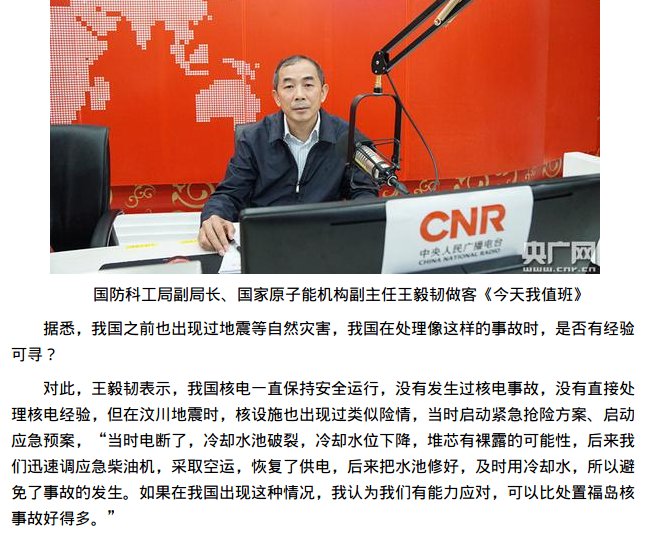 CNR
中央人民广播电台
CHINA NATIONAL RADIO
央广网
www.cnr.cn
国防科工局副局长、国家原子能机构副主任王毅韧做客《今天我值班》
据悉，我国之前也出现过地震等自然灾害，我国在处理像这样的事故时，是否有经验
可寻？
对此，王毅韧表示，我国核电一直保持安全运行，没有发生过核电事故，没有直接处
理核电经验，但在汶川地震时，核设施也出现过类似险情，当时启动紧急抢险方案、启动
应急预案，“当时电断了，冷却水池破裂，冷却水位下降，堆芯有裸露的可能性，后来我
们迅速调应急柴油机，采取空运，恢复了供电，后来把水池修好，及时用冷却水，所以避
免了事故的发生。如果在我国出现这种情况，我认为我们有能力应对，可以比处置福岛核
事故好得多。”